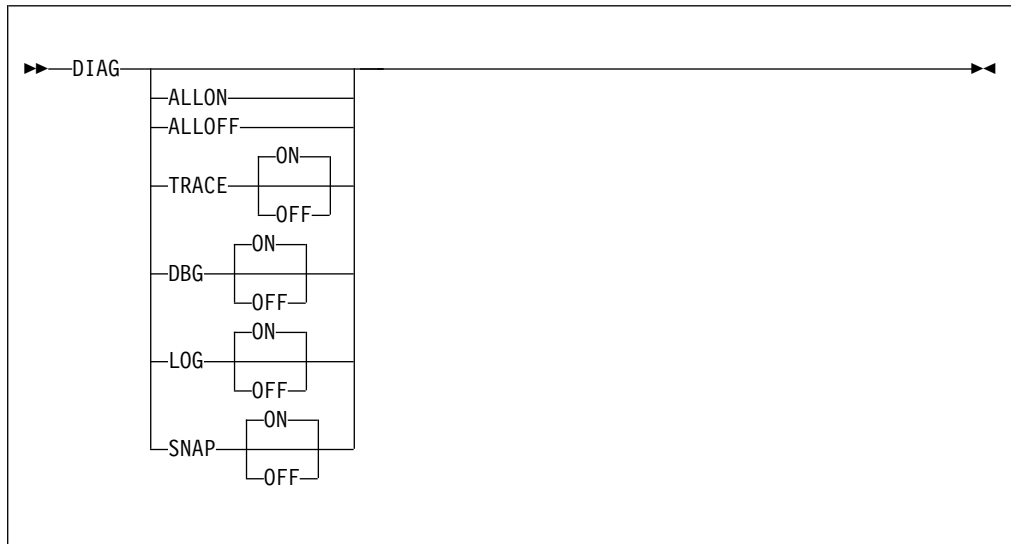 DIAG
ALLON
ALLOFF
ON
TRACE
OFF
ON
DBG
OFF
ON
LOG
OFF
ON
SNAP
OFF